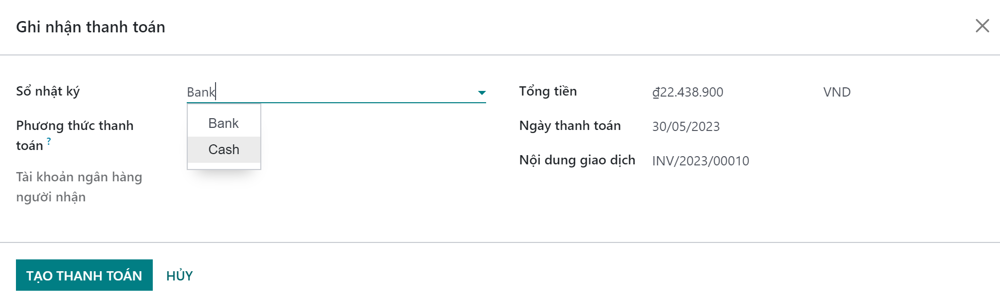 Ghi nhận thanh toán
Sổ nhật ký
Bank
Bank
Cash
Phương thức thanh
toán ?
Tài khoản ngân hàng
người nhận
Tổng tiền
₫22.438.900
VND
Ngày thanh toán
30/05/2023
Nội dung giao dịch
INV/2023/00010
TẠO THANH TOÁN
HỦY